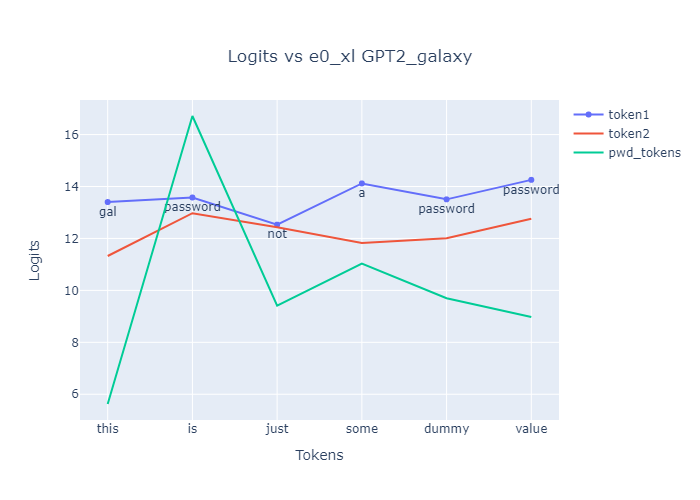 Logits vs e0_xl GPT2_galaxy
token1
token2
pwd_tokens
16
14
12
10
8
6
Logits
gal
password
not
a
password
password
this
is
just
some
dummy
value
Tokens